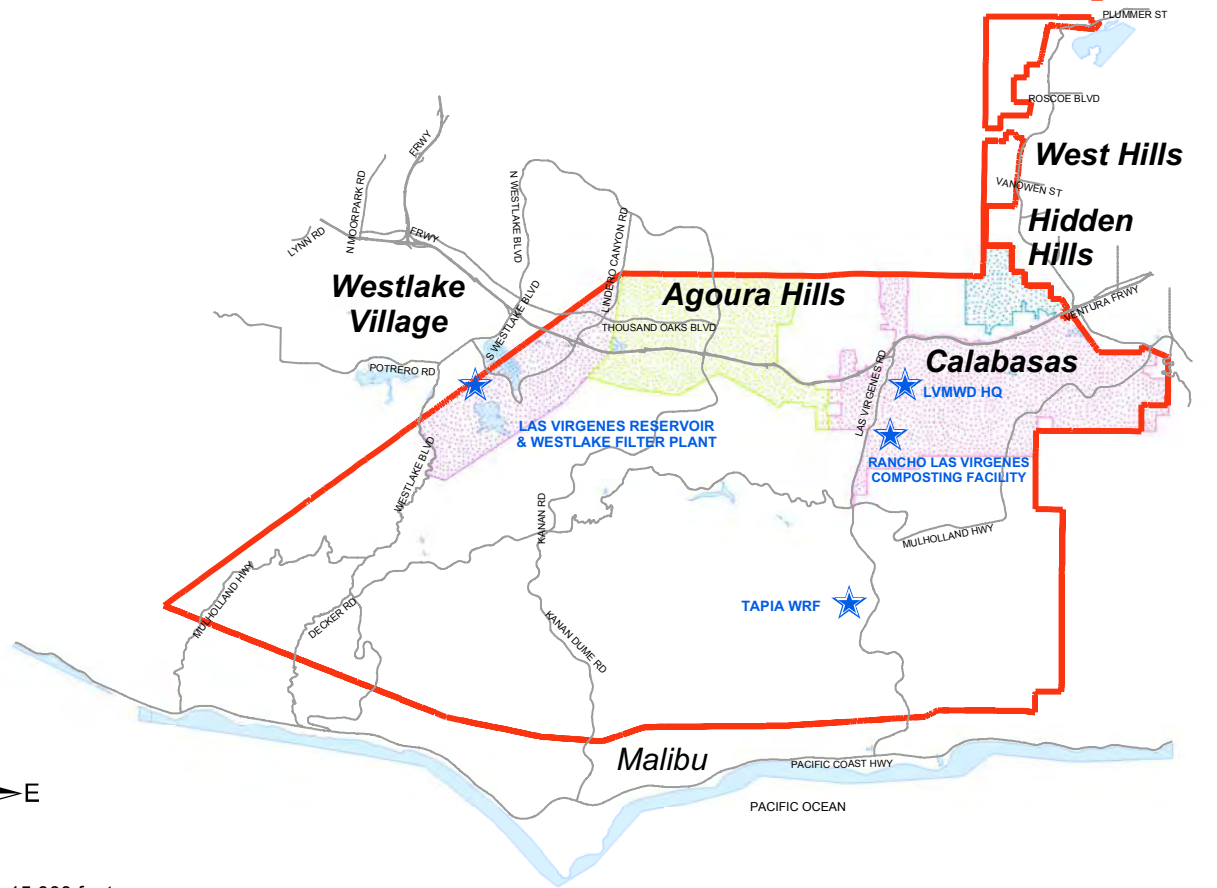 PLUMMER ST
ROSCOE BLVD
West Hills
VANOWEN ST
Hidden
Hills
VENTURA FRWY
FRWY
N MOORPARK RD
LYNN RD
FRWY
N WESTLAKE BLVD
LINDERO CANYON RD
Westlake
Village
S WESTLAKE BLVD
Agoura Hills
THOUSAND OAKS BLVD
POTRERO RD
Calabasas
LAS VIRGENES RD
LVMWD HQ
LAS VIRGENES RESERVOIR
& WESTLAKE FILTER PLANT
RANCHO LAS VIRGENES
COMPOSTING FACILITY
WESTLAKE BLVD
KANAN RD
MULHOLLAND HWY
MULHOLLAND HWY
DECKER RD
TAPIA WRF
KANAN DUME RD
Malibu
PACIFIC COAST HWY
E
PACIFIC OCEAN